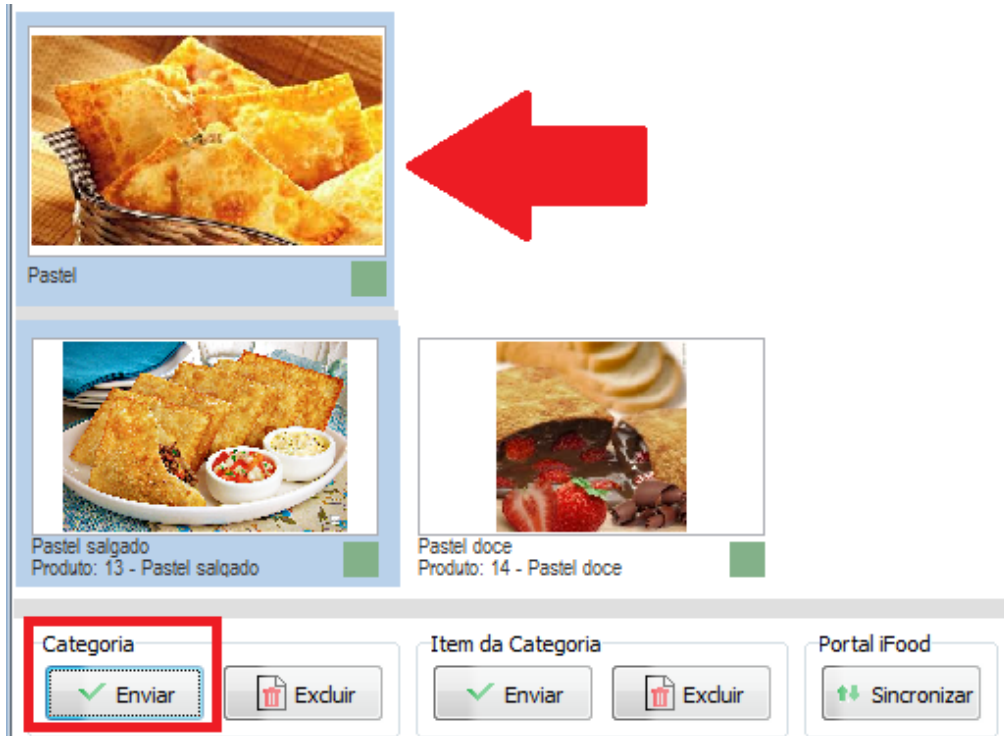 Pastel
Pastel salgado
Produto: 13 - Pastel salgado
Pastel doce
Produto: 14 - Pastel doce
Categoria
Enviar
Excluir
Item da Categoria
Enviar
Excluir
Portal iFood
Sincronizar